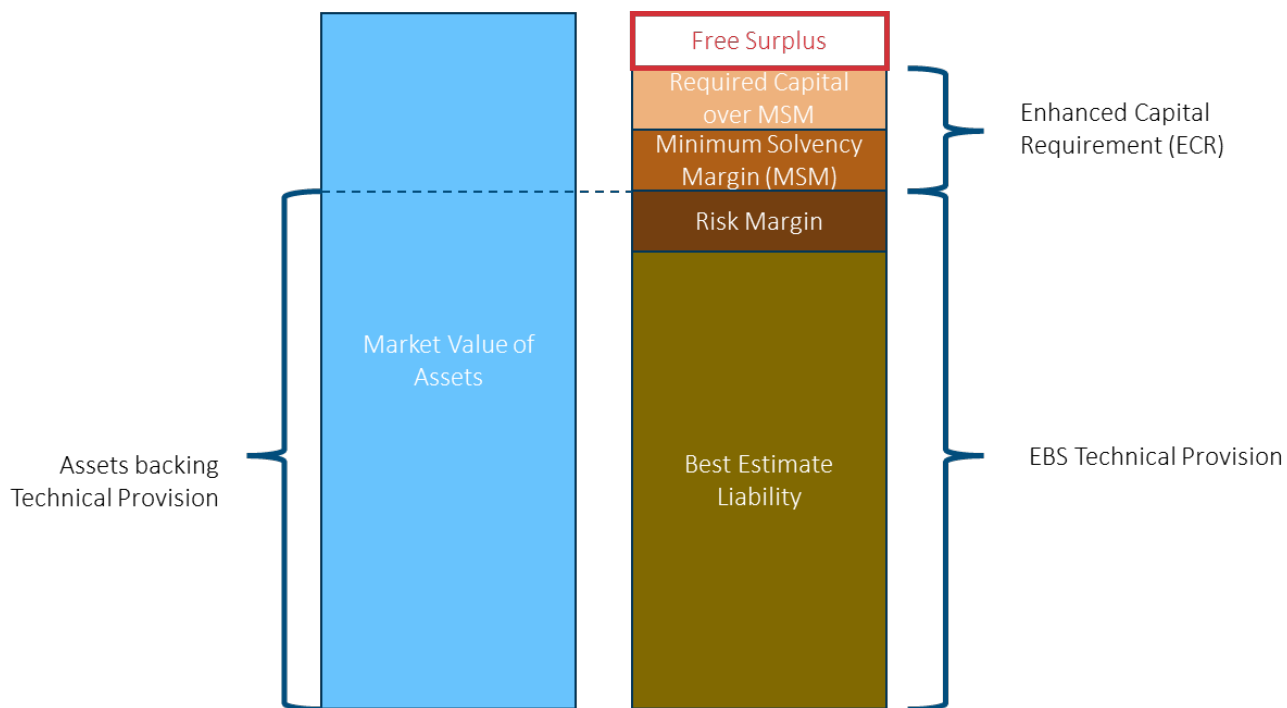 Free Surplus
Required Capital
over MSM
Minimum Solvency
Margin (MSM)
Enhanced Capital
Requirement (ECR)
Risk Margin
Market Value of
Assets
Assets backing
Technical Provision
Best Estimate
Liability
EBS Technical Provision